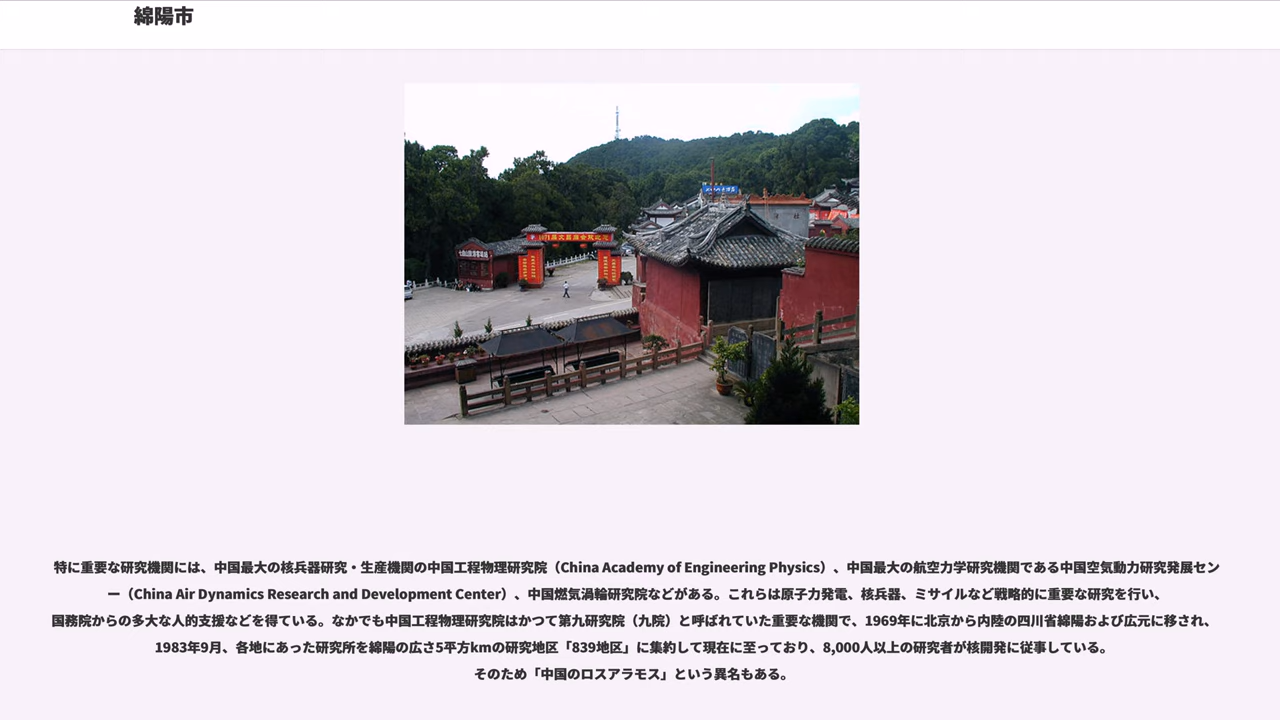 綿陽市
特に重要な研究機関には、中国最大の核兵器研究・生産機関の中国工程物理研究院（China Academy of Engineering Physics）、中国最大の航空力学研究機関である中国空気動力研究発展セン
ー（China Air Dynamics Research and Development Center）、中国燃気渦輪研究院などがある。これらは原子力発電、核兵器、ミサイルなど戦略的に重要な研究を行い、
国務院からの多大な人的支援などを得ている。なかでも中国工程物理研究院はかつて第九研究院（九院）と呼ばれていた重要な機関で、1969年に北京から内陸の四川省綿陽および広元に移され、
1983年9月、各地にあった研究所を綿陽の広さ5平方kmの研究地区「839地区」に集約して現在に至っており、8,000人以上の研究者が核開発に従事している。
そのため「中国のロスアラモス」という異名もある。